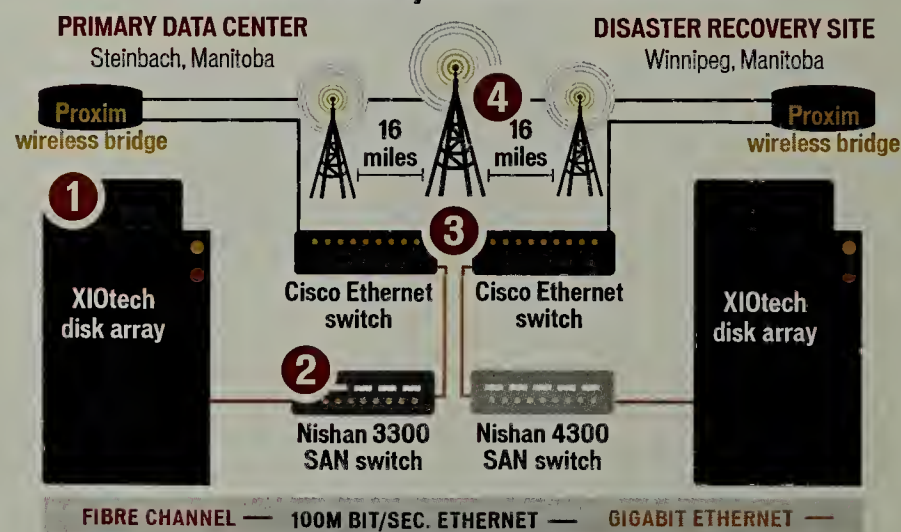 PRIMARY DATA CENTER
Steinbach, Manitoba
DISASTER RECOVERY SITE
Winnipeg, Manitoba
Proxim
wireless bridge
4
16
miles
16
miles
Proxim
wireless bridge
1
3
XIOtech
disk array
Cisco Ethernet
switch
Cisco Ethernet
switch
XIOtech
disk array
2
Nishan 3300
SAN switch
Nishan 4300
SAN switch
FIBRE CHANNEL — 100M BIT/SEC. ETHERNET — GIGABIT ETHERNET —